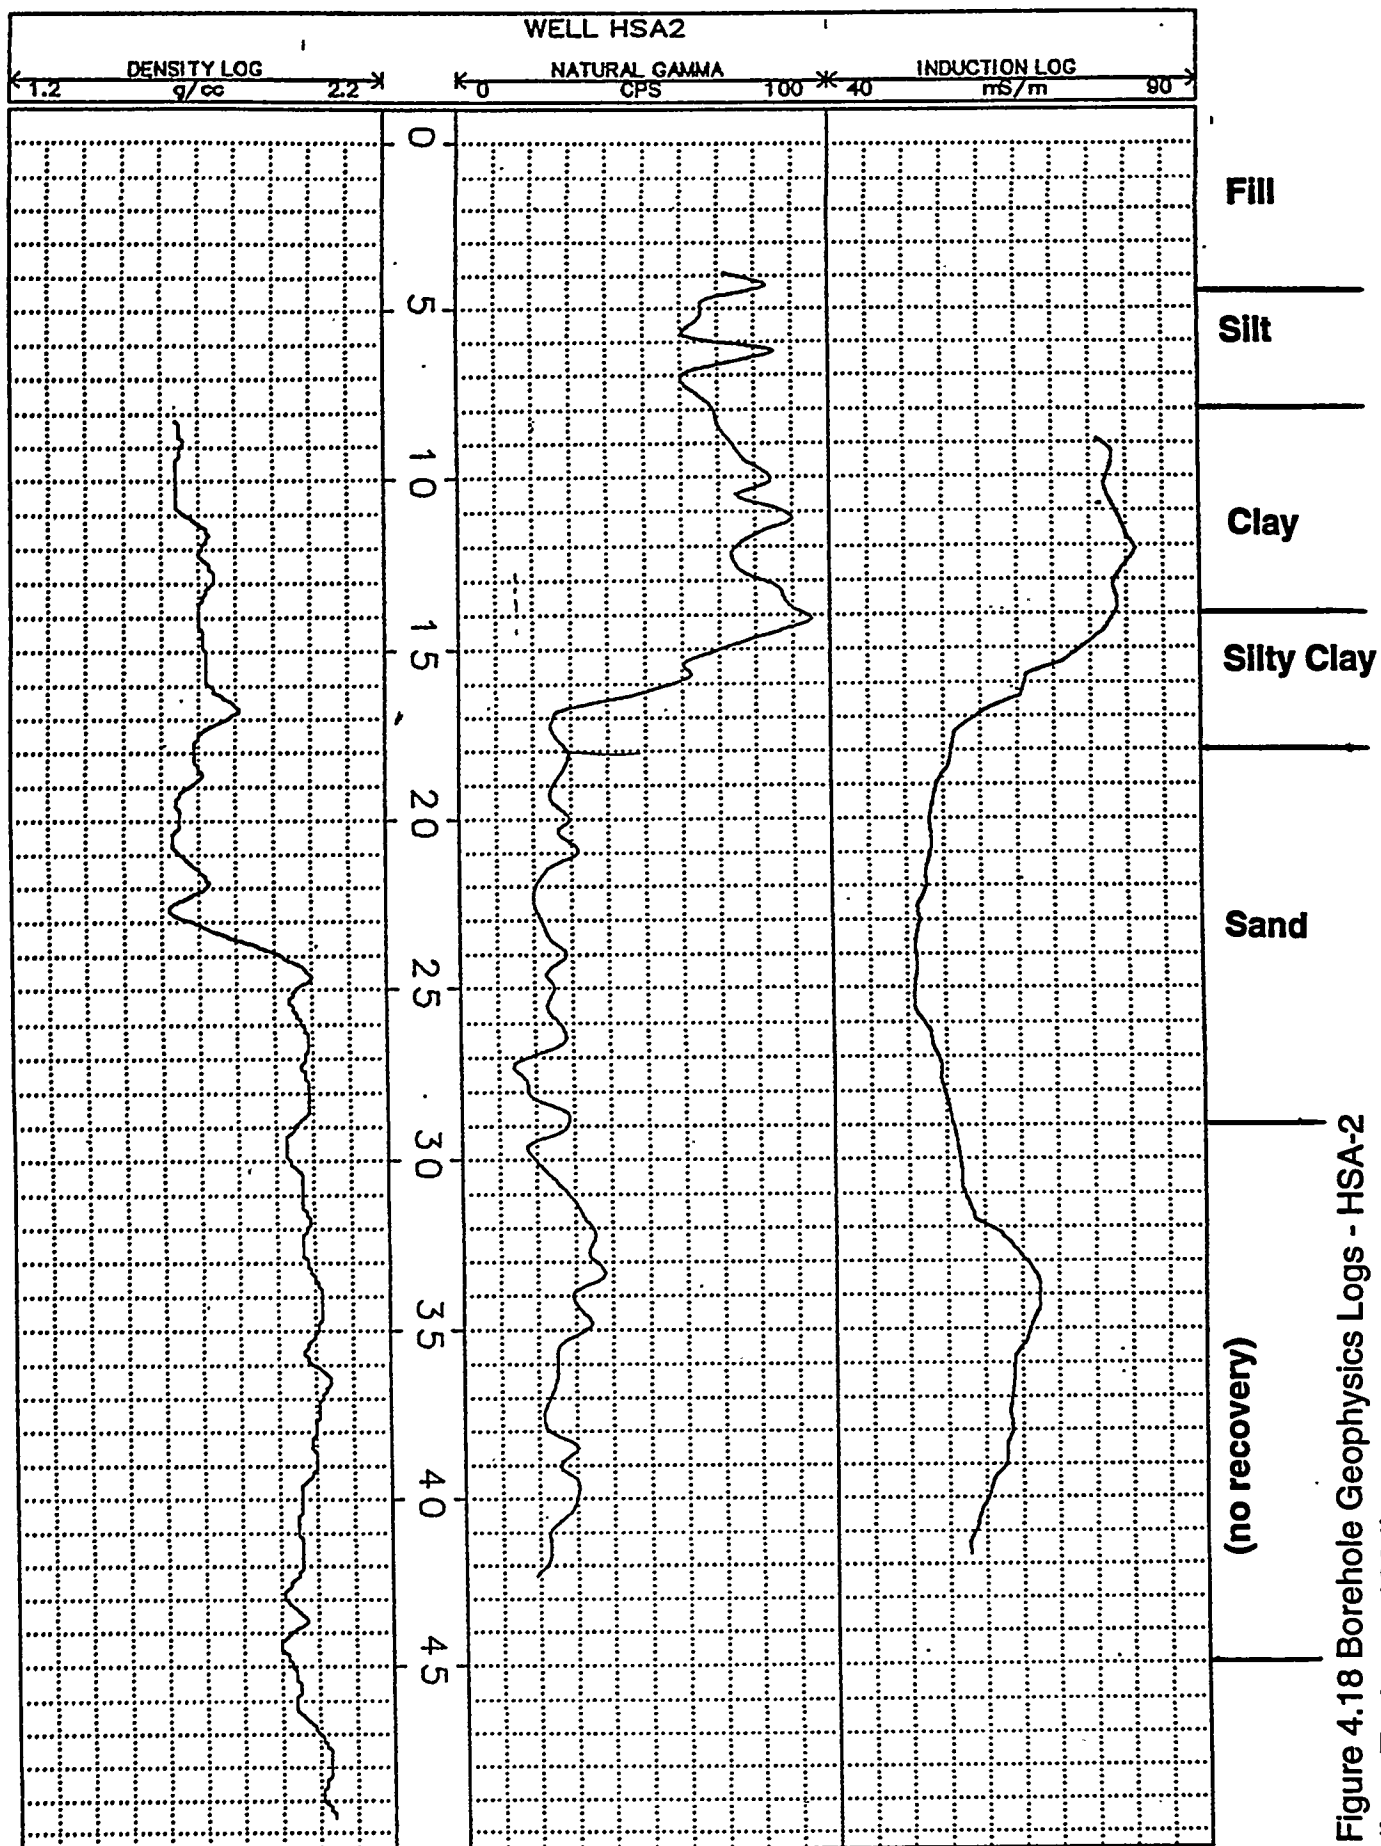 WELL HSA2
DENSITY LOG NATURAL GAMMA INDUCTION LOG
1.2 g/cc 2.2 0 CPS 100 40 mS/m 90
0
Fill
5
Silt
10
Clay
15
Silty Clay
20
Sand
25
30
35
(no recovery)
40
45
Figure 4.18 Borehole Geophysics Logs - HSA-2